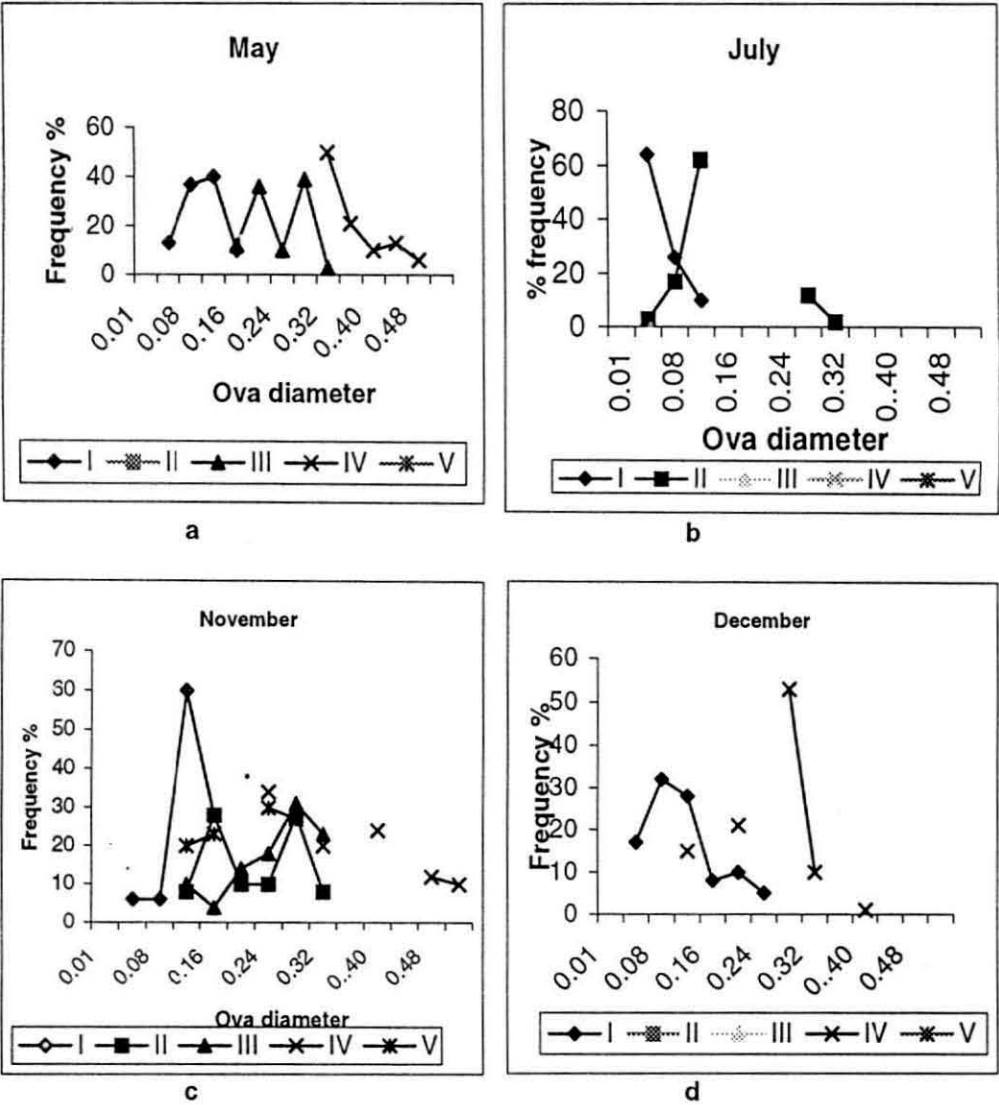 May
Frequency %
60
40
20
0
0.01
0.08
0.16
0.24
0.32
0..40
0.48
Ova diameter
I II III IV V
a
July
% frequency
80
60
40
20
0
0.01
0.08
0.16
0.24
0.32
0..40
0.48
Ova diameter
I II III IV V
b
November
Frequency %
70
60
50
40
30
20
10
0
0.01
0.08
0.16
0.24
0.32
0..40
0.48
Ova diameter
I II III IV V
c
December
Frequency %
60
50
40
30
20
10
0
0.01
0.08
0.16
0.24
0.32
0..40
0.48
I II III IV V
d